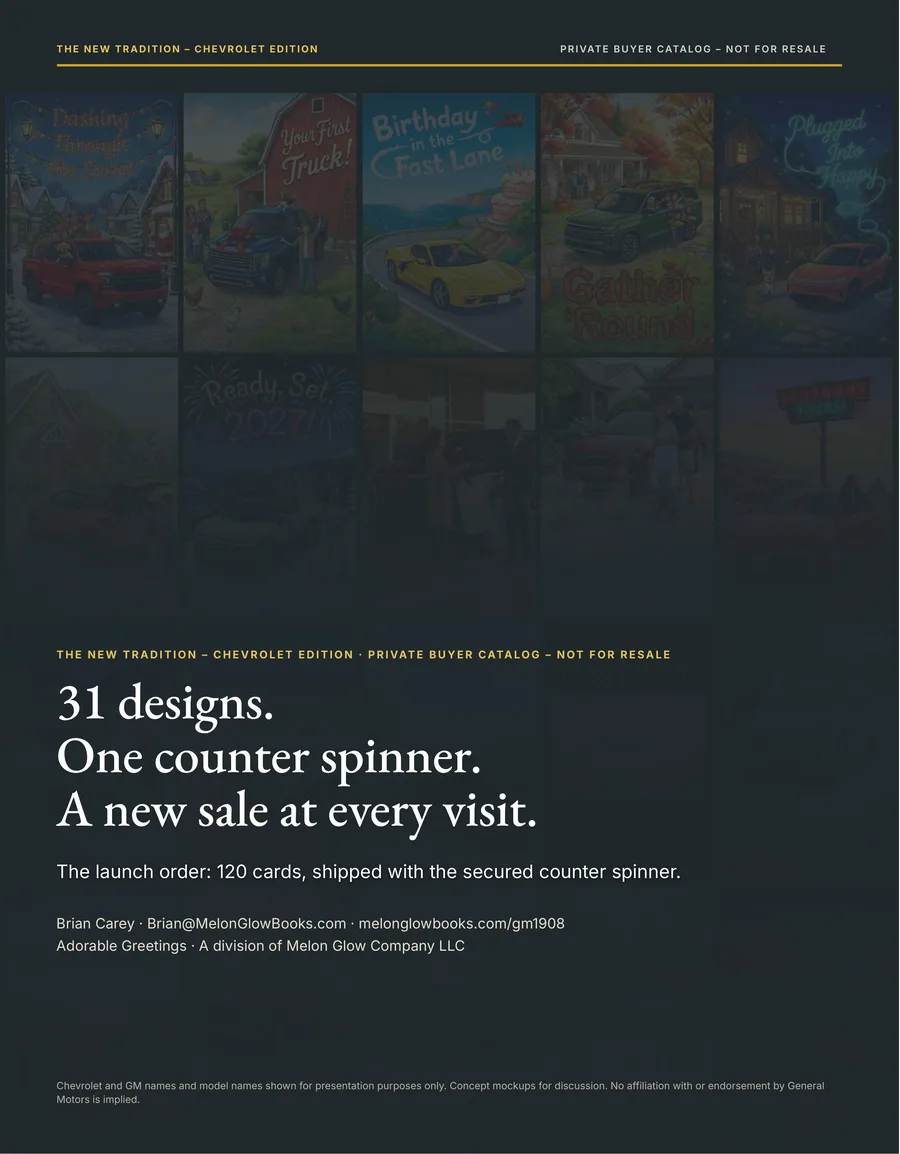 THE NEW TRADITION – CHEVROLET EDITION
PRIVATE BUYER CATALOG – NOT FOR RESALE
Dashing
Through
Your First
Truck!
Birthday
in the
Fast Lane
Gather
'Round
Plugged
Into
Happy
Ready, Set,
2027!
THE NEW TRADITION – CHEVROLET EDITION · PRIVATE BUYER CATALOG – NOT FOR RESALE
31 designs.
One counter spinner.
A new sale at every visit.
The launch order: 120 cards, shipped with the secured counter spinner.
Brian Carey · Brian@MelonGlowBooks.com · melonglowbooks.com/gm1908
Adorable Greetings · A division of Melon Glow Company LLC
Chevrolet and GM names and model names shown for presentation purposes only. Concept mockups for discussion. No affiliation with or endorsement by General
Motors is implied.